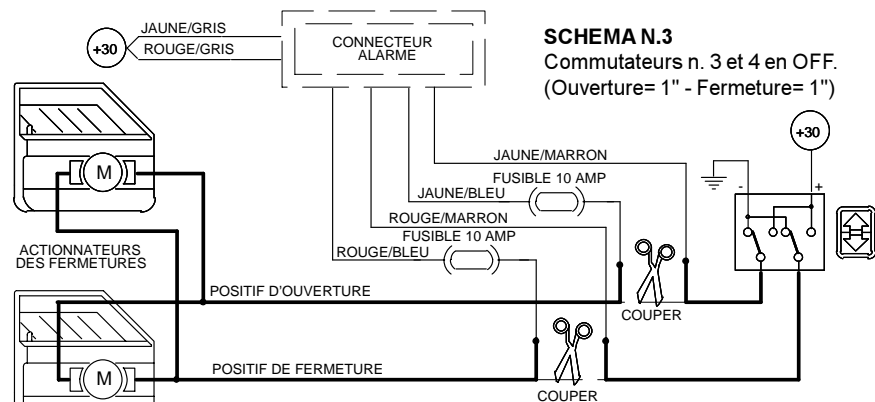 SCHEMA N.3
Commutateurs n. 3 et 4 en OFF.
(Ouverture= 1" - Fermeture= 1")
JAUNE/GRIS
ROUGE/GRIS
+30
CONNECTEUR
ALARME
+30
JAUNE/MARRON
FUSIBLE 10 AMP
JAUNE/BLEU
ROUGE/MARRON
FUSIBLE 10 AMP
ROUGE/BLEU
- +
M
ACTIONNATEURS
DES FERMETURES
POSITIF D'OUVERTURE
COUPER
M
POSITIF DE FERMETURE
COUPER